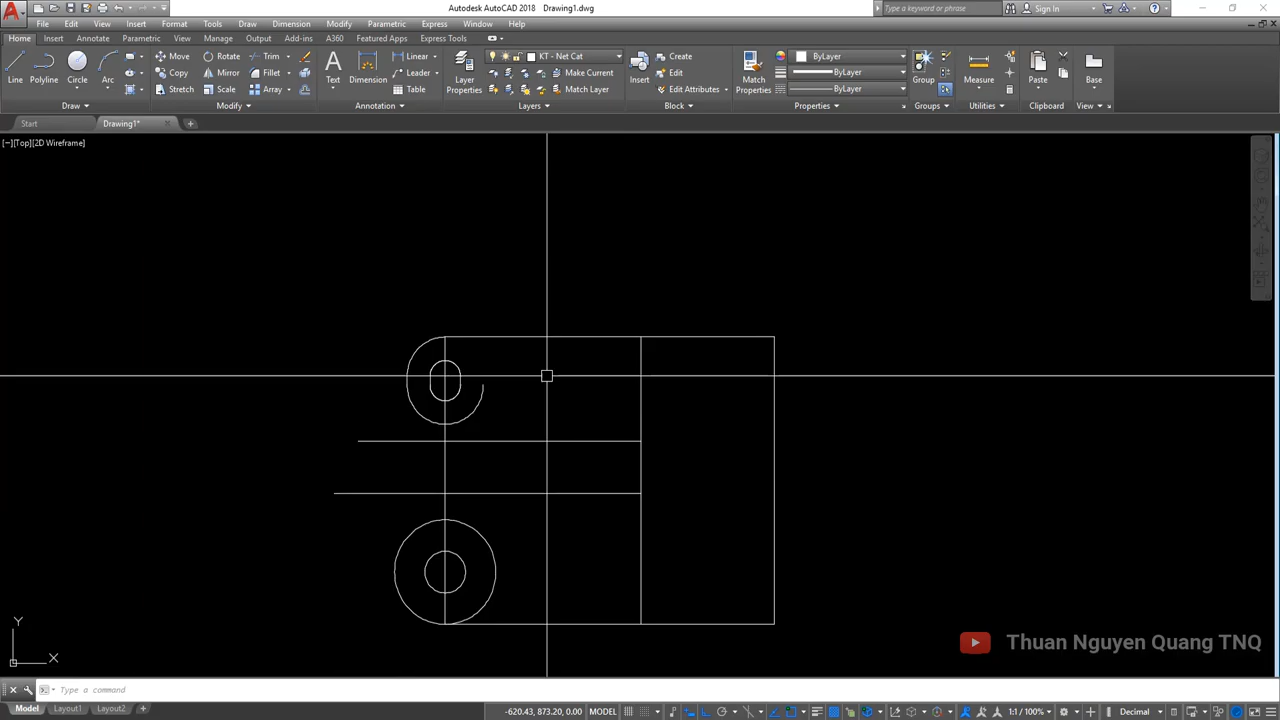 Autodesk AutoCAD 2018 Drawing1.dwg
Type a keyword or phrase
Sign In
File Edit View Insert Format Tools Draw Dimension Modify Parametric Express Window Help
Home Insert Annotate Parametric View Manage Output Add-ins A360 Featured Apps Express Tools
Line Polyline Circle Arc
Move Rotate Trim
Copy Mirror Fillet
Stretch Scale Array
Text Dimension
Linear
Leader
Table
Layer Properties
KT - Net Cat
Make Current
Match Layer
Insert
Create
Edit
Edit Attributes
Match Properties
ByLayer
ByLayer
ByLayer
Group
Measure
Paste
Base
Draw Modify Annotation Layers Block Properties Groups Utilities Clipboard View
Start Drawing1*
[−][Top][2D Wireframe]
Y
X
Thuan Nguyen Quang TNQ
Type a command
Model Layout1 Layout2
-620.43, 873.20, 0.00 MODEL
1:1 / 100%
Decimal